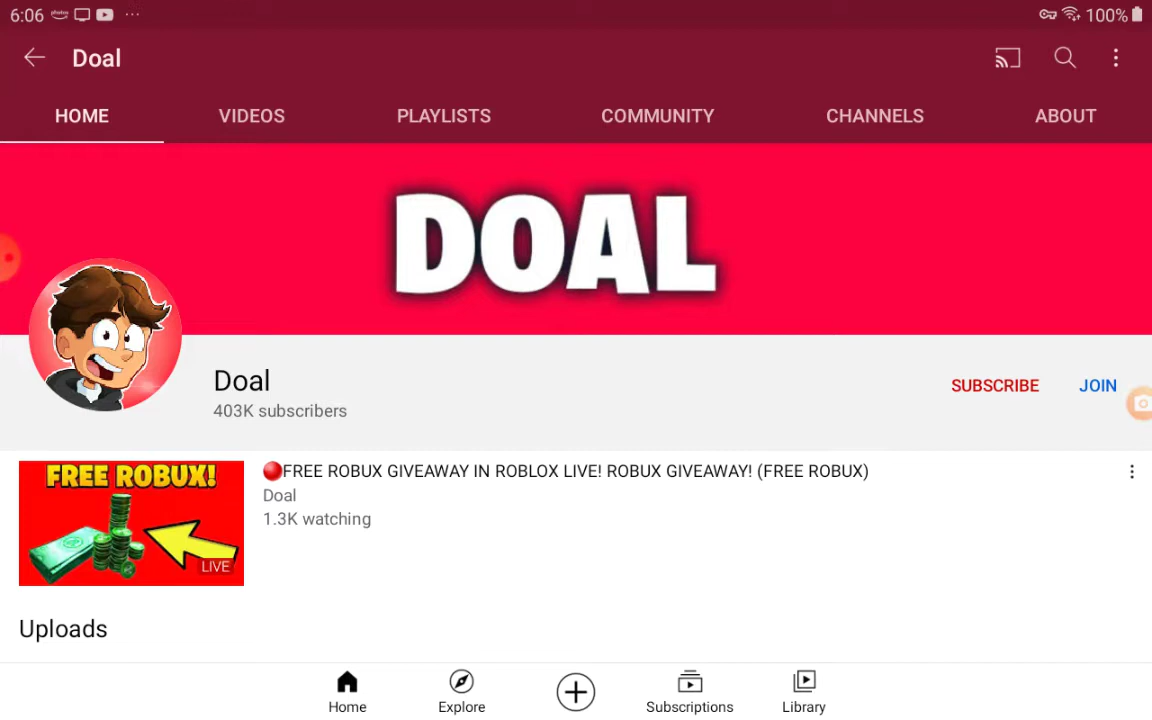 6:06 100%
Doal
HOME VIDEOS PLAYLISTS COMMUNITY CHANNELS ABOUT
DOAL
Doal
403K subscribers
SUBSCRIBE JOIN
FREE ROBUX!
LIVE
🔴FREE ROBUX GIVEAWAY IN ROBLOX LIVE! ROBUX GIVEAWAY! (FREE ROBUX)
Doal
1.3K watching
Uploads
Home Explore Subscriptions Library